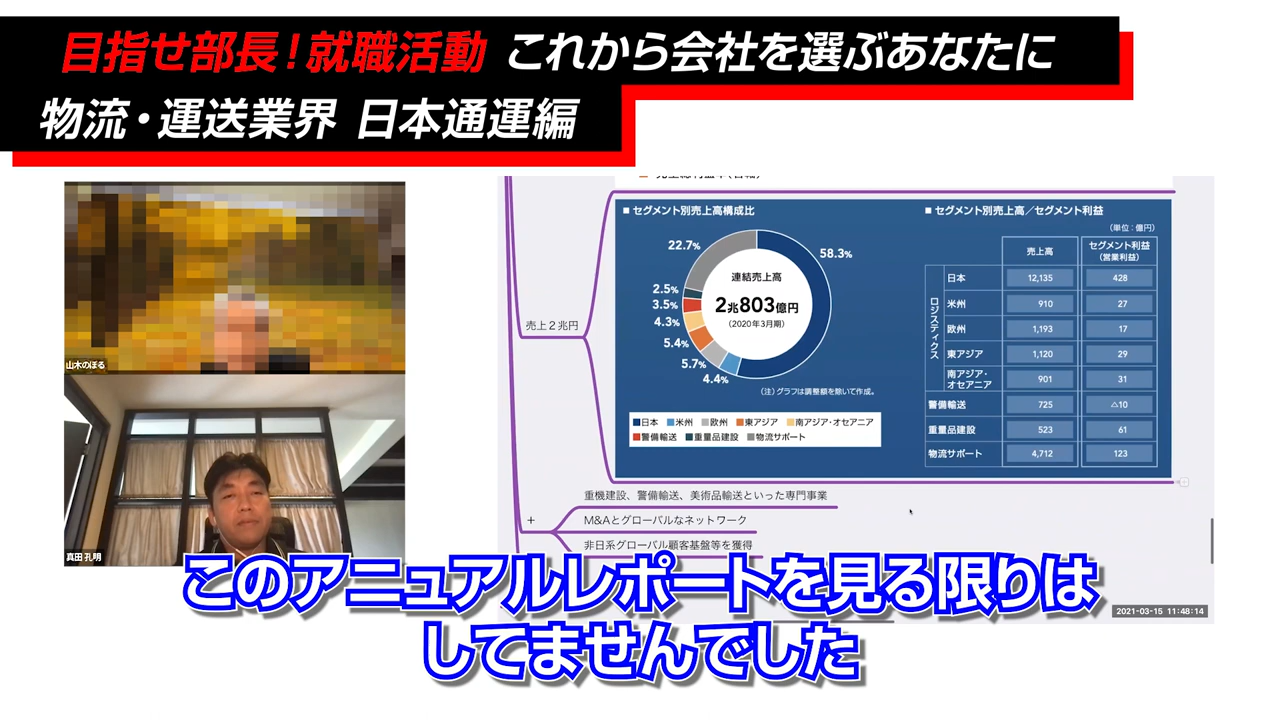 目指せ部長!就職活動 これから会社を選ぶあなたに
物流・運送業界 日本通運編
山木のぼる
真田 孔明
売上2兆円
■ セグメント別売上高構成比
22.7%
58.3%
2.5%
3.5%
4.3%
5.4%
5.7%
4.4%
連結売上高
2兆803億円
(2020年3月期)
(注)グラフは調整額を除いて作成。
■日本 ■米州 ■欧州 ■東アジア ■南アジア・オセアニア
■警備輸送 ■重量品建設 ■物流サポート
■ セグメント別売上高/セグメント利益
(単位:億円)
売上高 セグメント利益
(営業利益)
ロジスティクス
日本 12,135 428
米州 910 27
欧州 1,193 17
東アジア 1,120 29
南アジア・
オセアニア 901 31
警備輸送 725 △10
重量品建設 523 61
物流サポート 4,712 123
+
重機建設、警備輸送、美術品輸送といった専門事業
M&Aとグローバルなネットワーク
非日系グローバル顧客基盤等を獲得
2021-03-15 11:48:14
このアニュアルレポートを見る限りは
してませんでした